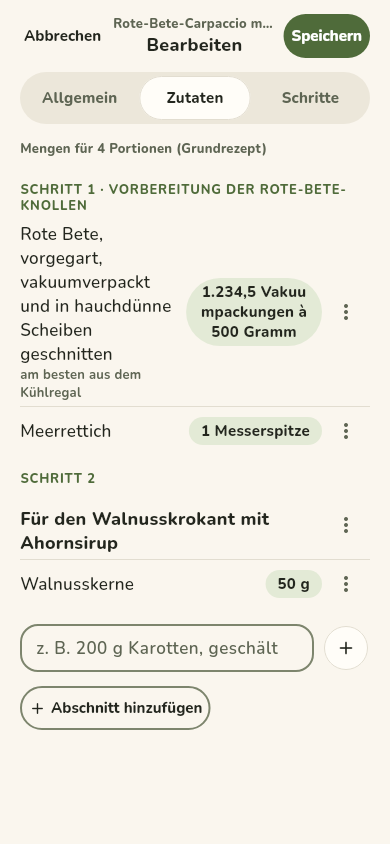 Abbrechen
Rote-Bete-Carpaccio m...
Bearbeiten
Speichern
Allgemein
Zutaten
Schritte
Mengen für 4 Portionen (Grundrezept)
SCHRITT 1 · VORBEREITUNG DER ROTE-BETE-
KNOLLEN
Rote Bete,
vorgegart,
vakuumverpackt
und in hauchdünne
Scheiben
geschnitten
am besten aus dem
Kühlregal
1.234,5 Vakuu
mpackungen à
500 Gramm
Meerrettich
1 Messerspitze
SCHRITT 2
Für den Walnusskrokant mit
Ahornsirup
Walnusskerne
50 g
z. B. 200 g Karotten, geschält
+
+ Abschnitt hinzufügen